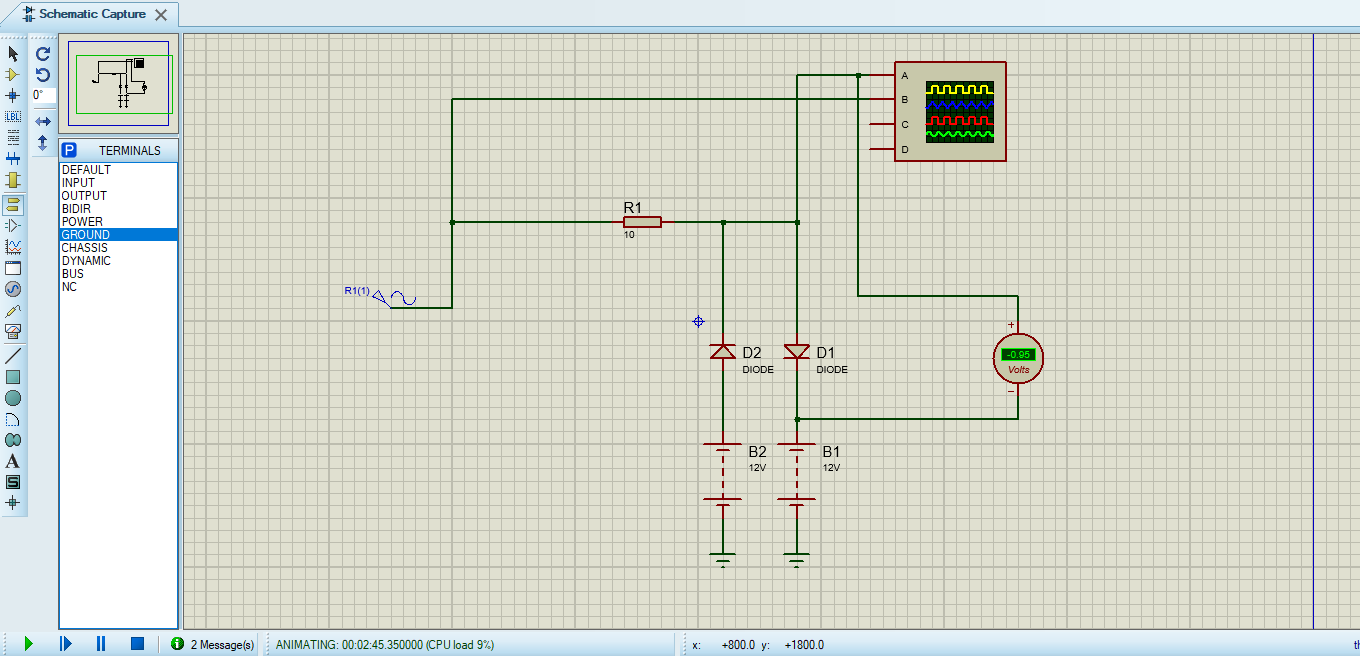 Schematic Capture
0°
LBL
P TERMINALS
DEFAULT
INPUT
OUTPUT
BIDIR
POWER
GROUND
CHASSIS
DYNAMIC
BUS
NC
A
S
A
B
C
D
R1
10
R1(1)
D2
DIODE
D1
DIODE
+
-0.95
Volts
−
B2
12V
B1
12V
2 Message(s)
ANIMATING: 00:02:45.350000 (CPU load 9%)
x: +800.0 y: +1800.0
th